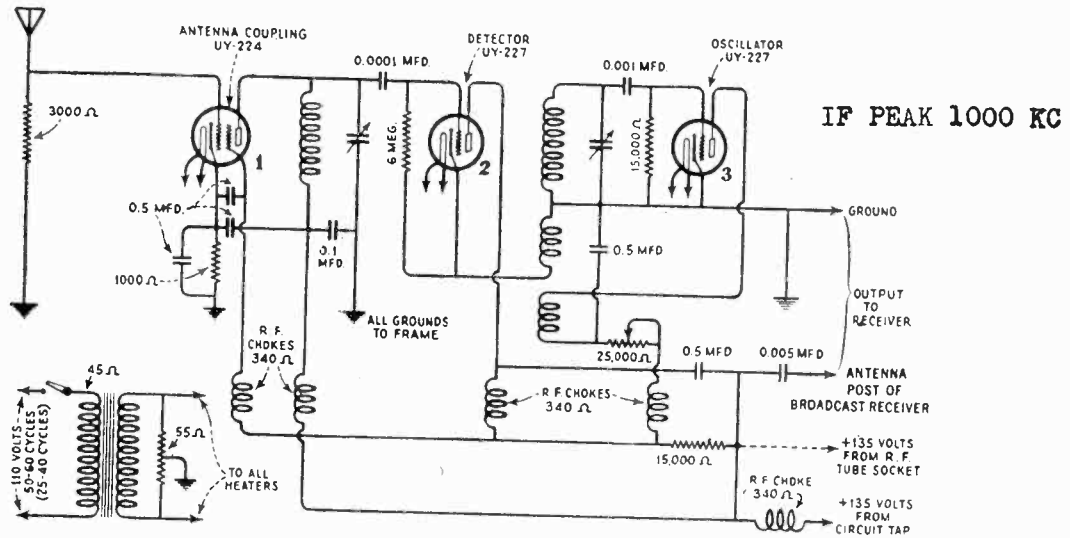 ANTENNA COUPLING
UY-224
DETECTOR
UY-227
OSCILLATOR
UY-227
0.0001 MFD.
0.001 MFD.
IF PEAK 1000 KC
3000 Ω
1
6 MEG.
2
15,000 Ω
3
0.5 MFD.
GROUND
0.1
MFD.
0.5 MFD
1000 Ω
ALL GROUNDS
TO FRAME
OUTPUT
TO
RECEIVER
R.F.
CHOKES
340 Ω
25,000 Ω
0.5 MFD
0.005 MFD
ANTENNA
POST OF
BROADCAST RECEIVER
45Ω
R.F. CHOKES
340 Ω
110 VOLTS
50-60 CYCLES
(25-40 CYCLES)
55Ω
TO ALL
HEATERS
15,000 Ω
+135 VOLTS
FROM R.F.
TUBE SOCKET
R.F CHOKE
340 Ω
+135 VOLTS
FROM
CIRCUIT TAP